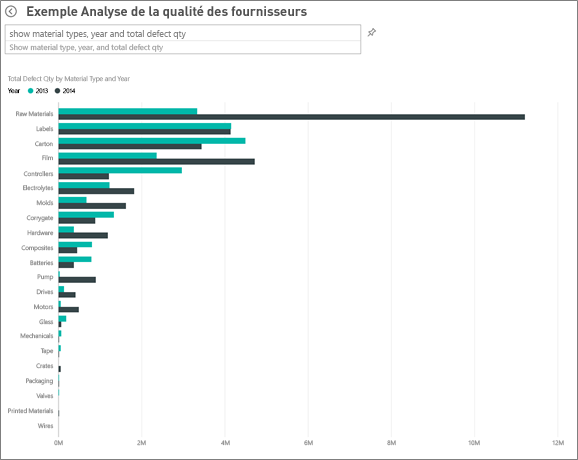 Exemple Analyse de la qualité des fournisseurs
show material types, year and total defect qty
Show material type, year, and total defect qty
Total Defect Qty by Material Type and Year
Year 2013 2014
Raw Materials
Labels
Carton
Film
Controllers
Electrolytes
Molds
Corrygete
Hardware
Composites
Batteries
Pump
Drives
Motors
Glass
Mechanicals
Tape
Crates
Packaging
Valves
Printed Materials
Wires
0M 2M 4M 6M 8M 10M 12M